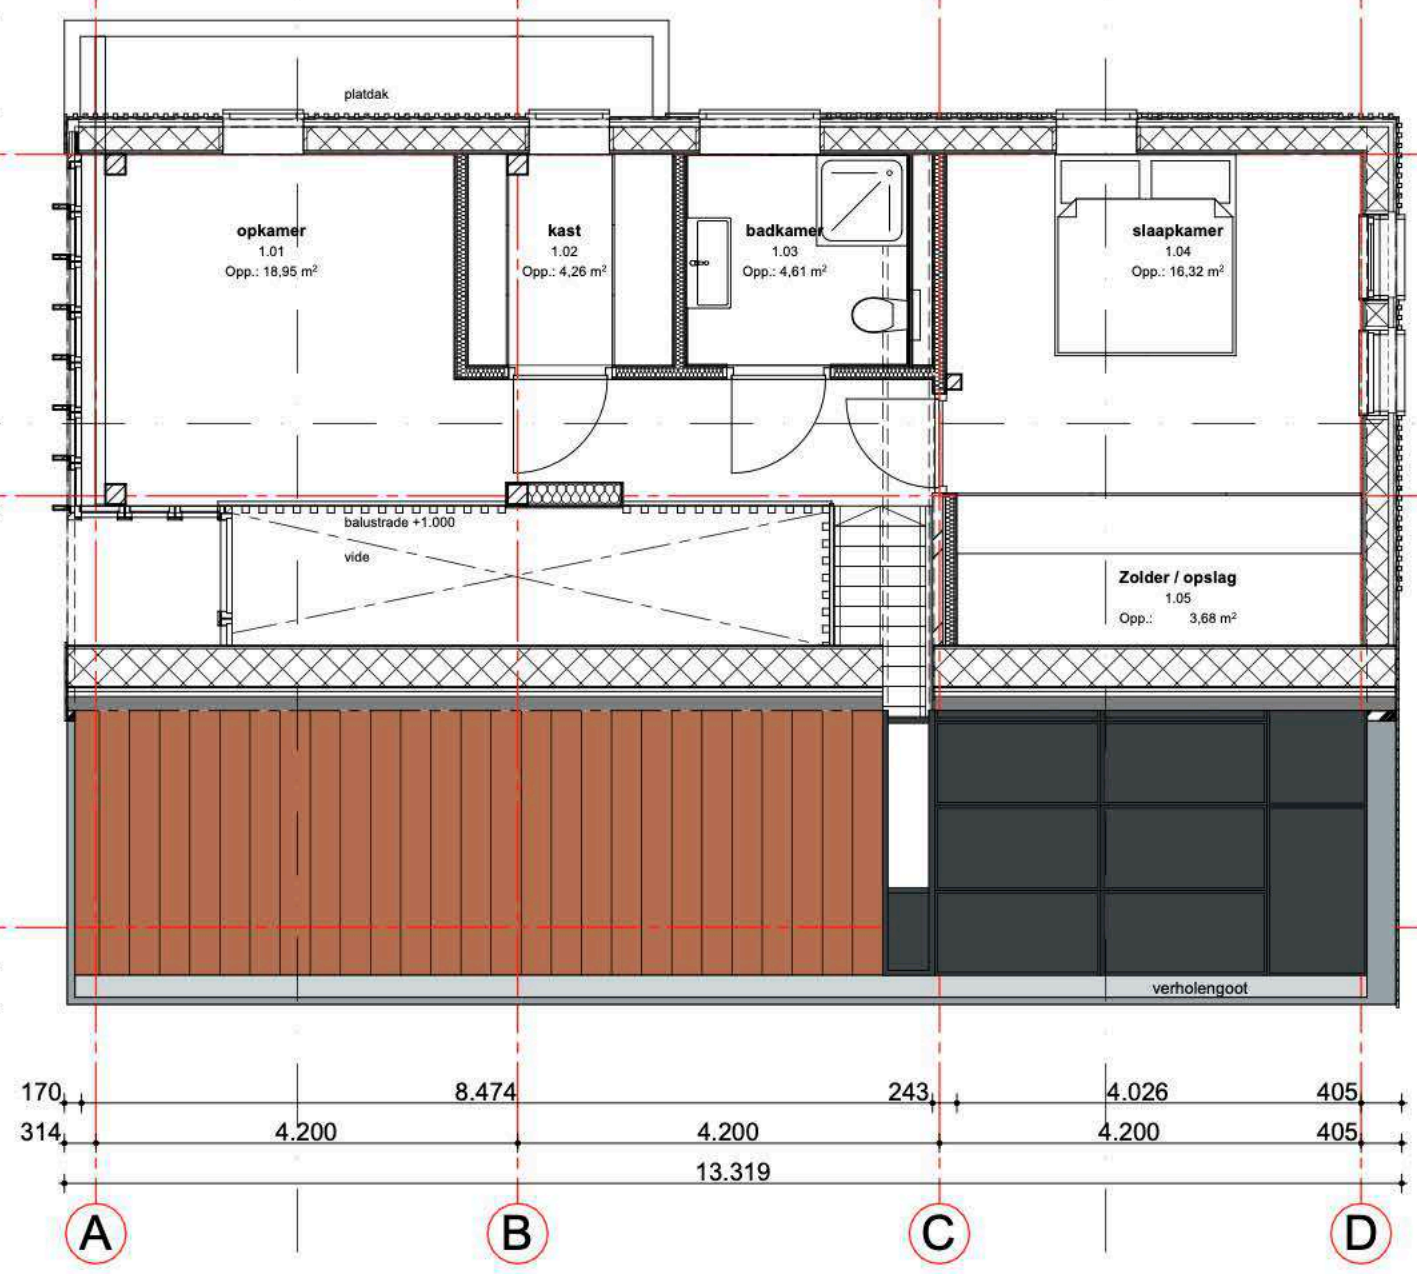 platdak
opkamer
1.01
Opp.: 18,95 m²
kast
1.02
Opp.: 4,26 m²
badkamer
1.03
Opp.: 4,61 m²
slaapkamer
1.04
Opp.: 16,32 m²
balustrade +1.000
vide
Zolder / opslag
1.05
Opp.: 3,68 m²
verholengoot
170 8.474 243 4.026 405
314 4.200 4.200 4.200 405
13.319
A B C D